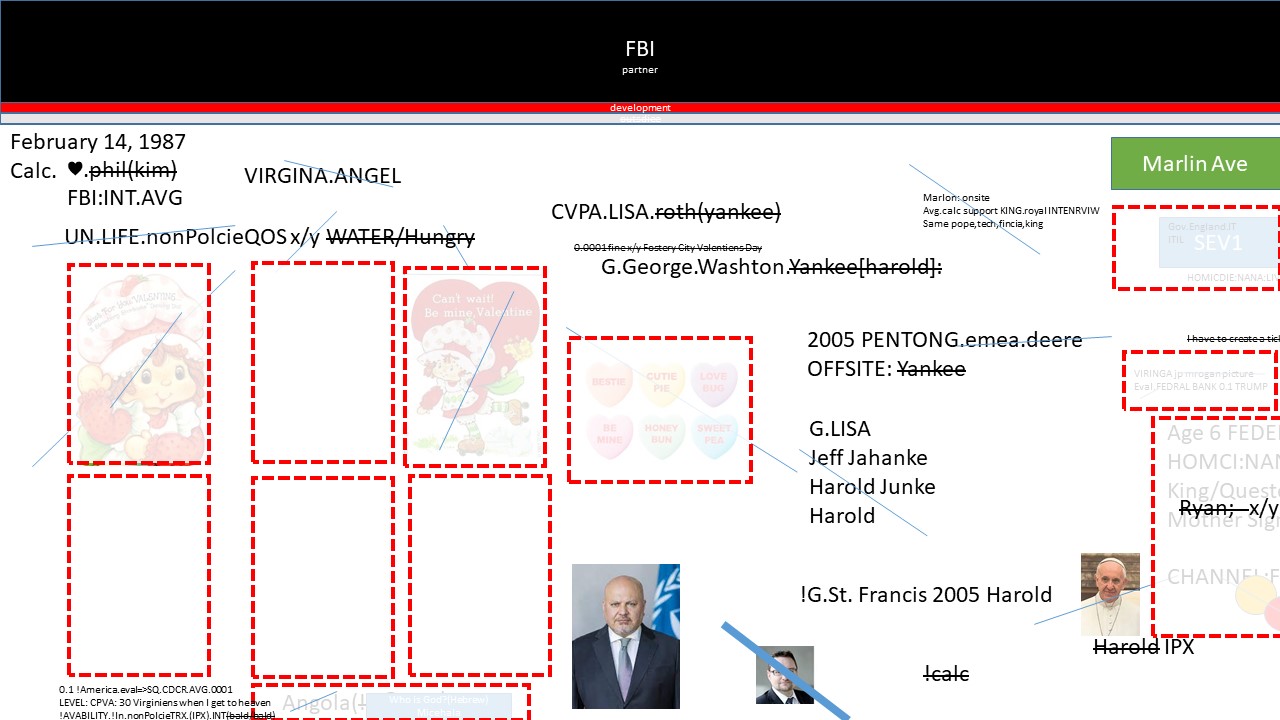 FBI
partner
development
February 14, 1987
Calc. ♥.phil(kim)
FBI:INT.AVG
VIRGINA.ANGEL
UN.LIFE.nonPolcieQOS x/y WATER/Hungry
CVPA.LISA.roth(yankee)
0.0001 fine x/y Fostery City Valentiens Day
G.George.Washton.Yankee[harold]:
Marlon: onsite
Avg.calc support KING.royal INTENRVIW
Same pope,tech,fincia,king
Marlin Ave
Gov.England.IT
ITIL
SEV1
HOMICDIE:NANA:LI
Just For You, VALENTINE
Can't wait!
Be mine, Valentine
BESTIE
CUTIE PIE
LOVE BUG
BE MINE
HONEY BUN
SWEET PEA
2005 PENTONG.emea.deere
OFFSITE: Yankee
I have to create a tick
VIRINGA jp mrogan picture
Eval,FEDRAL BANK 0.1 TRUMP
G.LISA
Jeff Jahanke
Harold Junke
Harold
Age 6 FEDE
HOMCI:NAN
King/Queste
Ryan; x/y
Mother Sign
CHANNEL:F
!G.St. Francis 2005 Harold
Harold IPX
!calc
0.1 !America.eval=>SQ.CDCR.AVG.0001
LEVEL: CPVA: 30 Virginiens when I get to heaven
!AVABILITY.!In.nonPolcieTRX.(IPX).INT(bald,bald)
Angola(!
Who is God?(Hebrew)